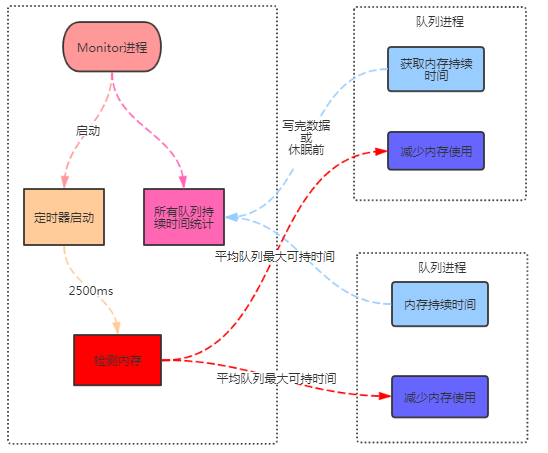 Monitor进程
启动
定时器启动
所有队列持
续时间统计
2500ms
检测内存
写完数据
或
休眠前
平均队列最大可持时间
平均队列最大可持时间
队列进程
获取内存持续
时间
减少内存使用
队列进程
内存持续时间
减少内存使用